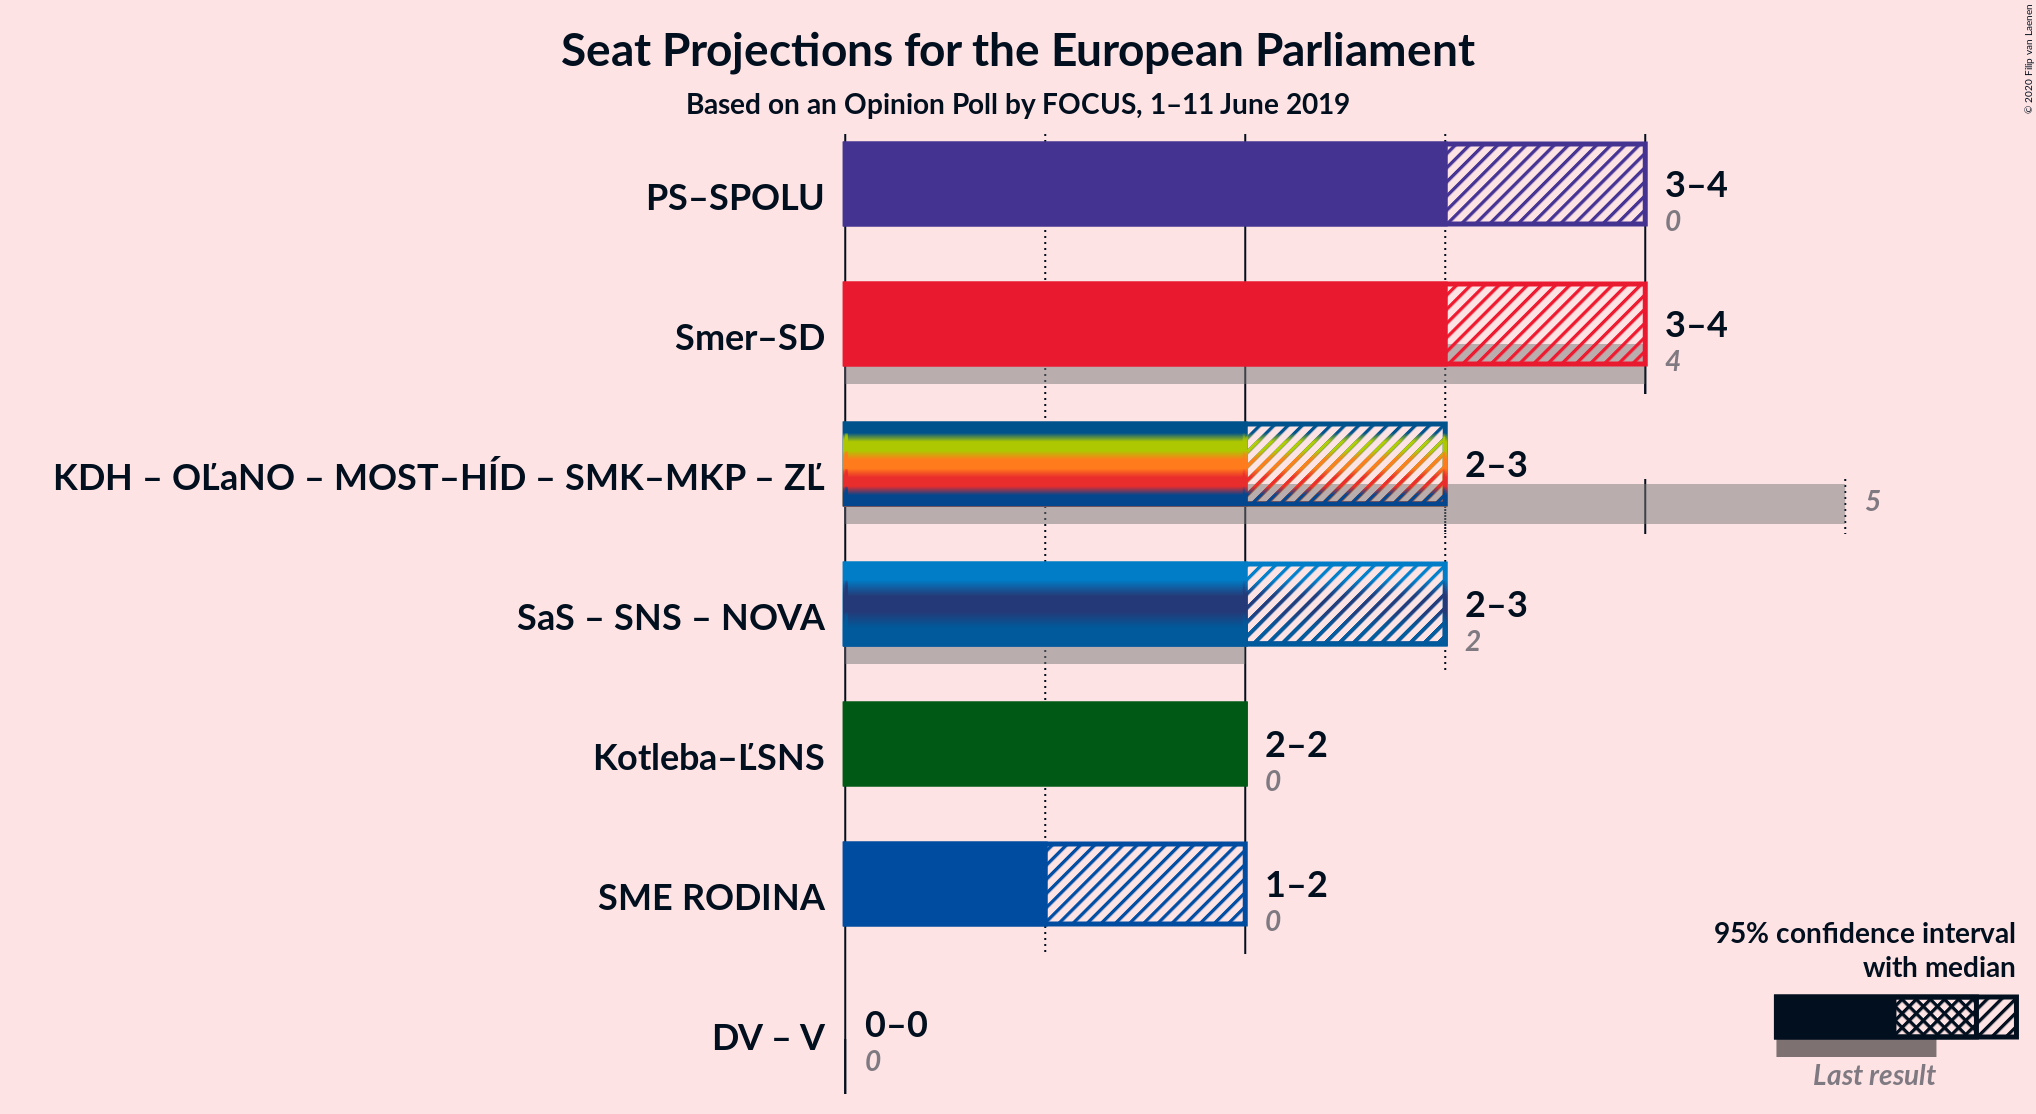 Seat Projections for the European Parliament
Based on an Opinion Poll by FOCUS, 1–11 June 2019
© 2020 Filip van Laenen
PS–SPOLU
3–4
0
Smer–SD
3–4
4
KDH – OĽaNO – MOST–HÍD – SMK–MKP – ZĽ
2–3
5
SaS – SNS – NOVA
2–3
2
Kotleba–ĽSNS
2–2
0
SME RODINA
1–2
0
DV – V
0–0
0
95% confidence interval
with median
Last result